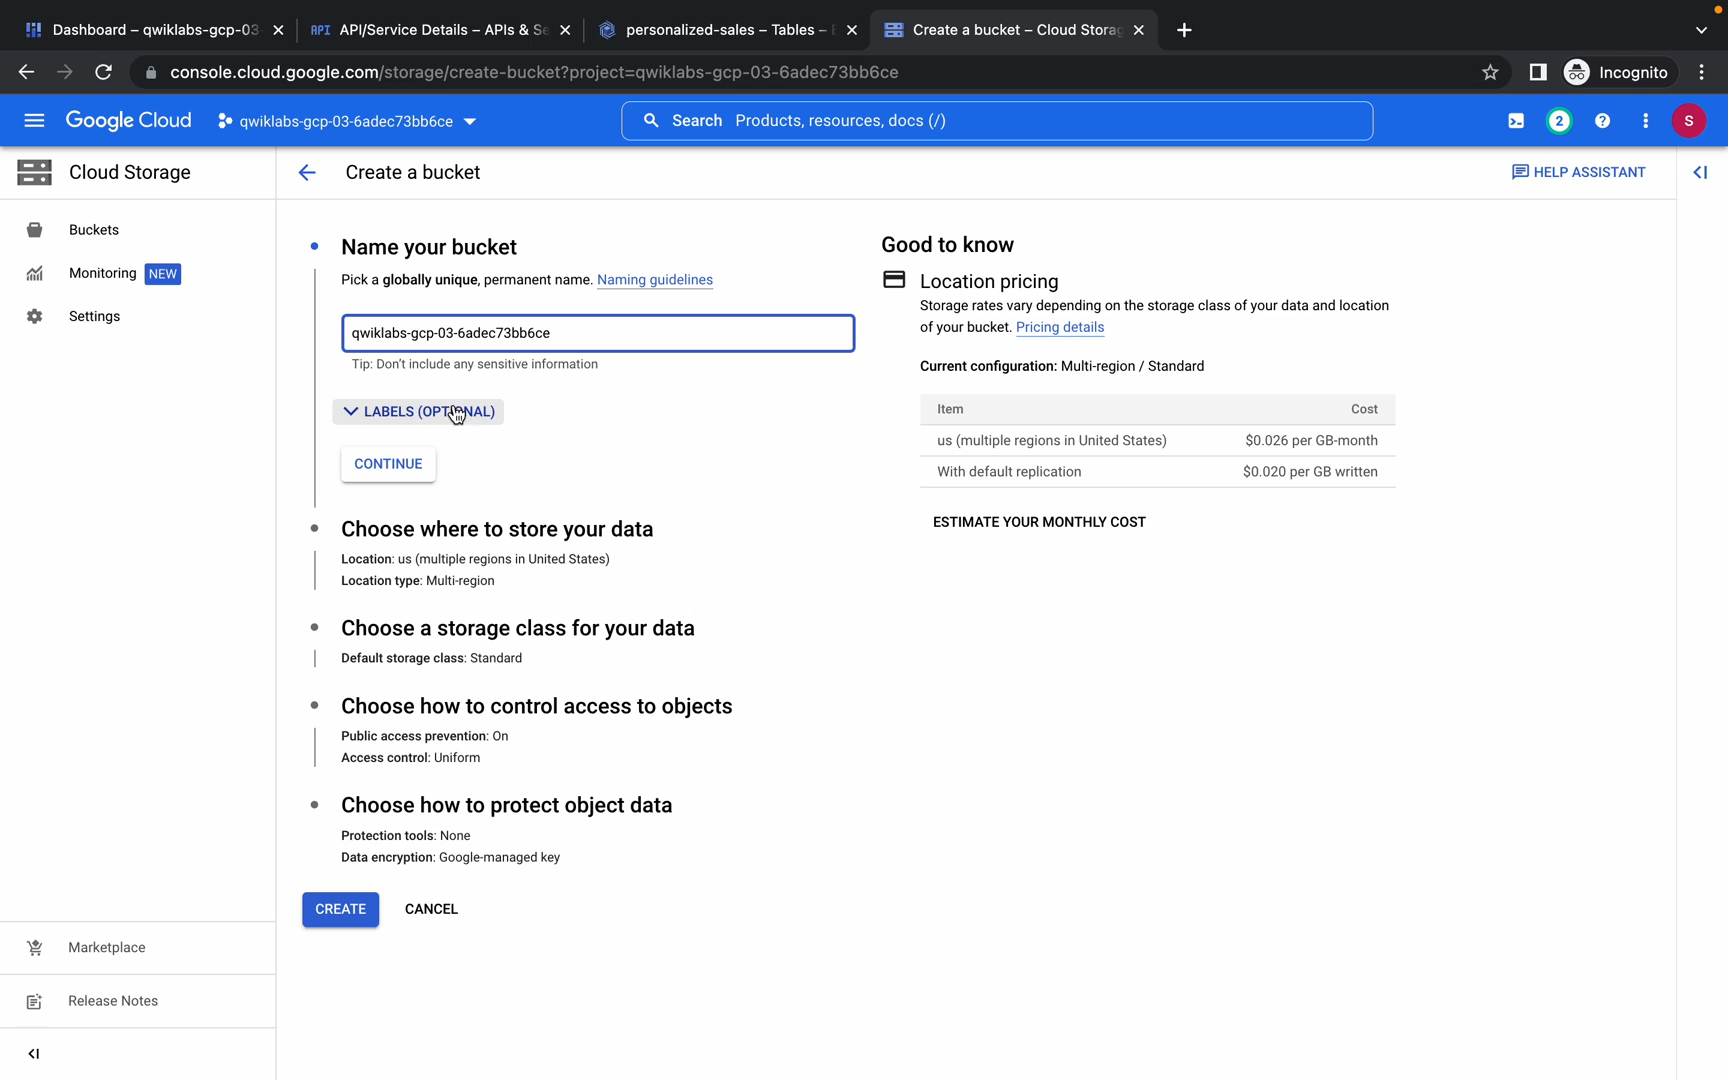 Dashboard – qwiklabs-gcp-03
API API/Service Details – APIs & Se
personalized-sales – Tables –
Create a bucket – Cloud Storag
console.cloud.google.com/storage/create-bucket?project=qwiklabs-gcp-03-6adec73bb6ce
Incognito
Google Cloud
qwiklabs-gcp-03-6adec73bb6ce
Search Products, resources, docs (/)
2
S
Cloud Storage
Create a bucket
HELP ASSISTANT
Buckets
Monitoring NEW
Settings
Marketplace
Release Notes
Name your bucket
Pick a globally unique, permanent name. Naming guidelines
qwiklabs-gcp-03-6adec73bb6ce
Tip: Don't include any sensitive information
LABELS (OPTIONAL)
CONTINUE
Choose where to store your data
Location: us (multiple regions in United States)
Location type: Multi-region
Choose a storage class for your data
Default storage class: Standard
Choose how to control access to objects
Public access prevention: On
Access control: Uniform
Choose how to protect object data
Protection tools: None
Data encryption: Google-managed key
CREATE
CANCEL
Good to know
Location pricing
Storage rates vary depending on the storage class of your data and location
of your bucket. Pricing details
Current configuration: Multi-region / Standard
Item Cost
us (multiple regions in United States) $0.026 per GB-month
With default replication $0.020 per GB written
ESTIMATE YOUR MONTHLY COST